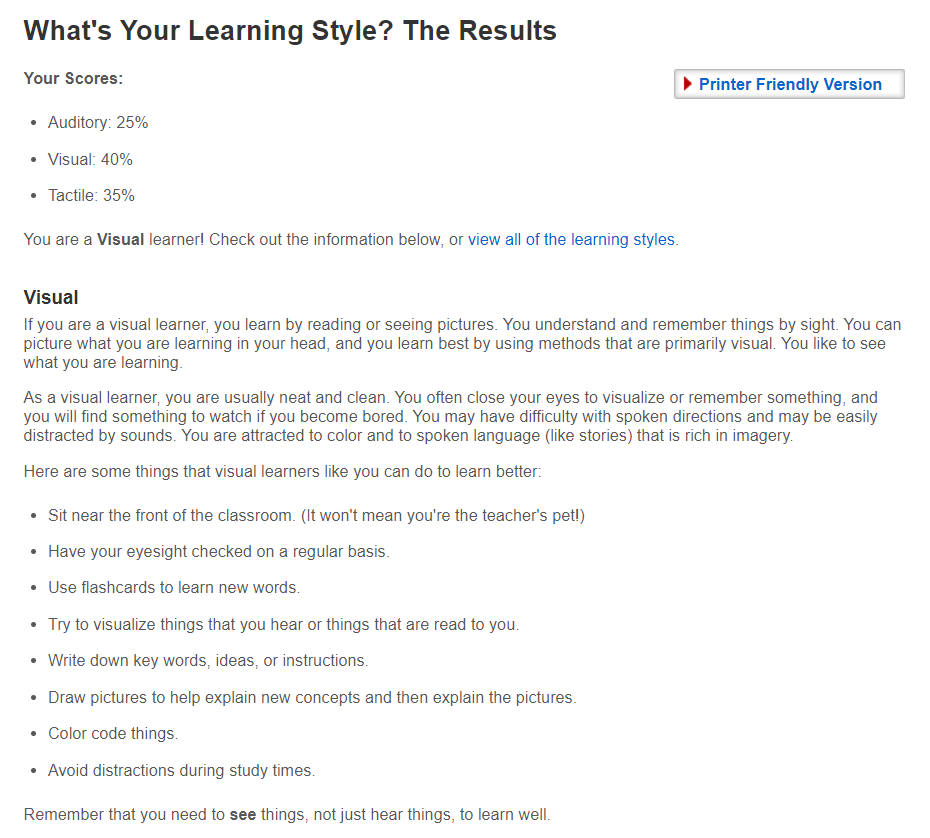 What's Your Learning Style? The Results
Your Scores:
Printer Friendly Version
• Auditory: 25%
• Visual: 40%
• Tactile: 35%
You are a Visual learner! Check out the information below, or view all of the learning styles.
Visual
If you are a visual learner, you learn by reading or seeing pictures. You understand and remember things by sight. You can
picture what you are learning in your head, and you learn best by using methods that are primarily visual. You like to see
what you are learning.
As a visual learner, you are usually neat and clean. You often close your eyes to visualize or remember something, and
you will find something to watch if you become bored. You may have difficulty with spoken directions and may be easily
distracted by sounds. You are attracted to color and to spoken language (like stories) that is rich in imagery.
Here are some things that visual learners like you can do to learn better:
• Sit near the front of the classroom. (It won't mean you're the teacher's pet!)
• Have your eyesight checked on a regular basis.
• Use flashcards to learn new words.
• Try to visualize things that you hear or things that are read to you.
• Write down key words, ideas, or instructions.
• Draw pictures to help explain new concepts and then explain the pictures.
• Color code things.
• Avoid distractions during study times.
Remember that you need to see things, not just hear things, to learn well.